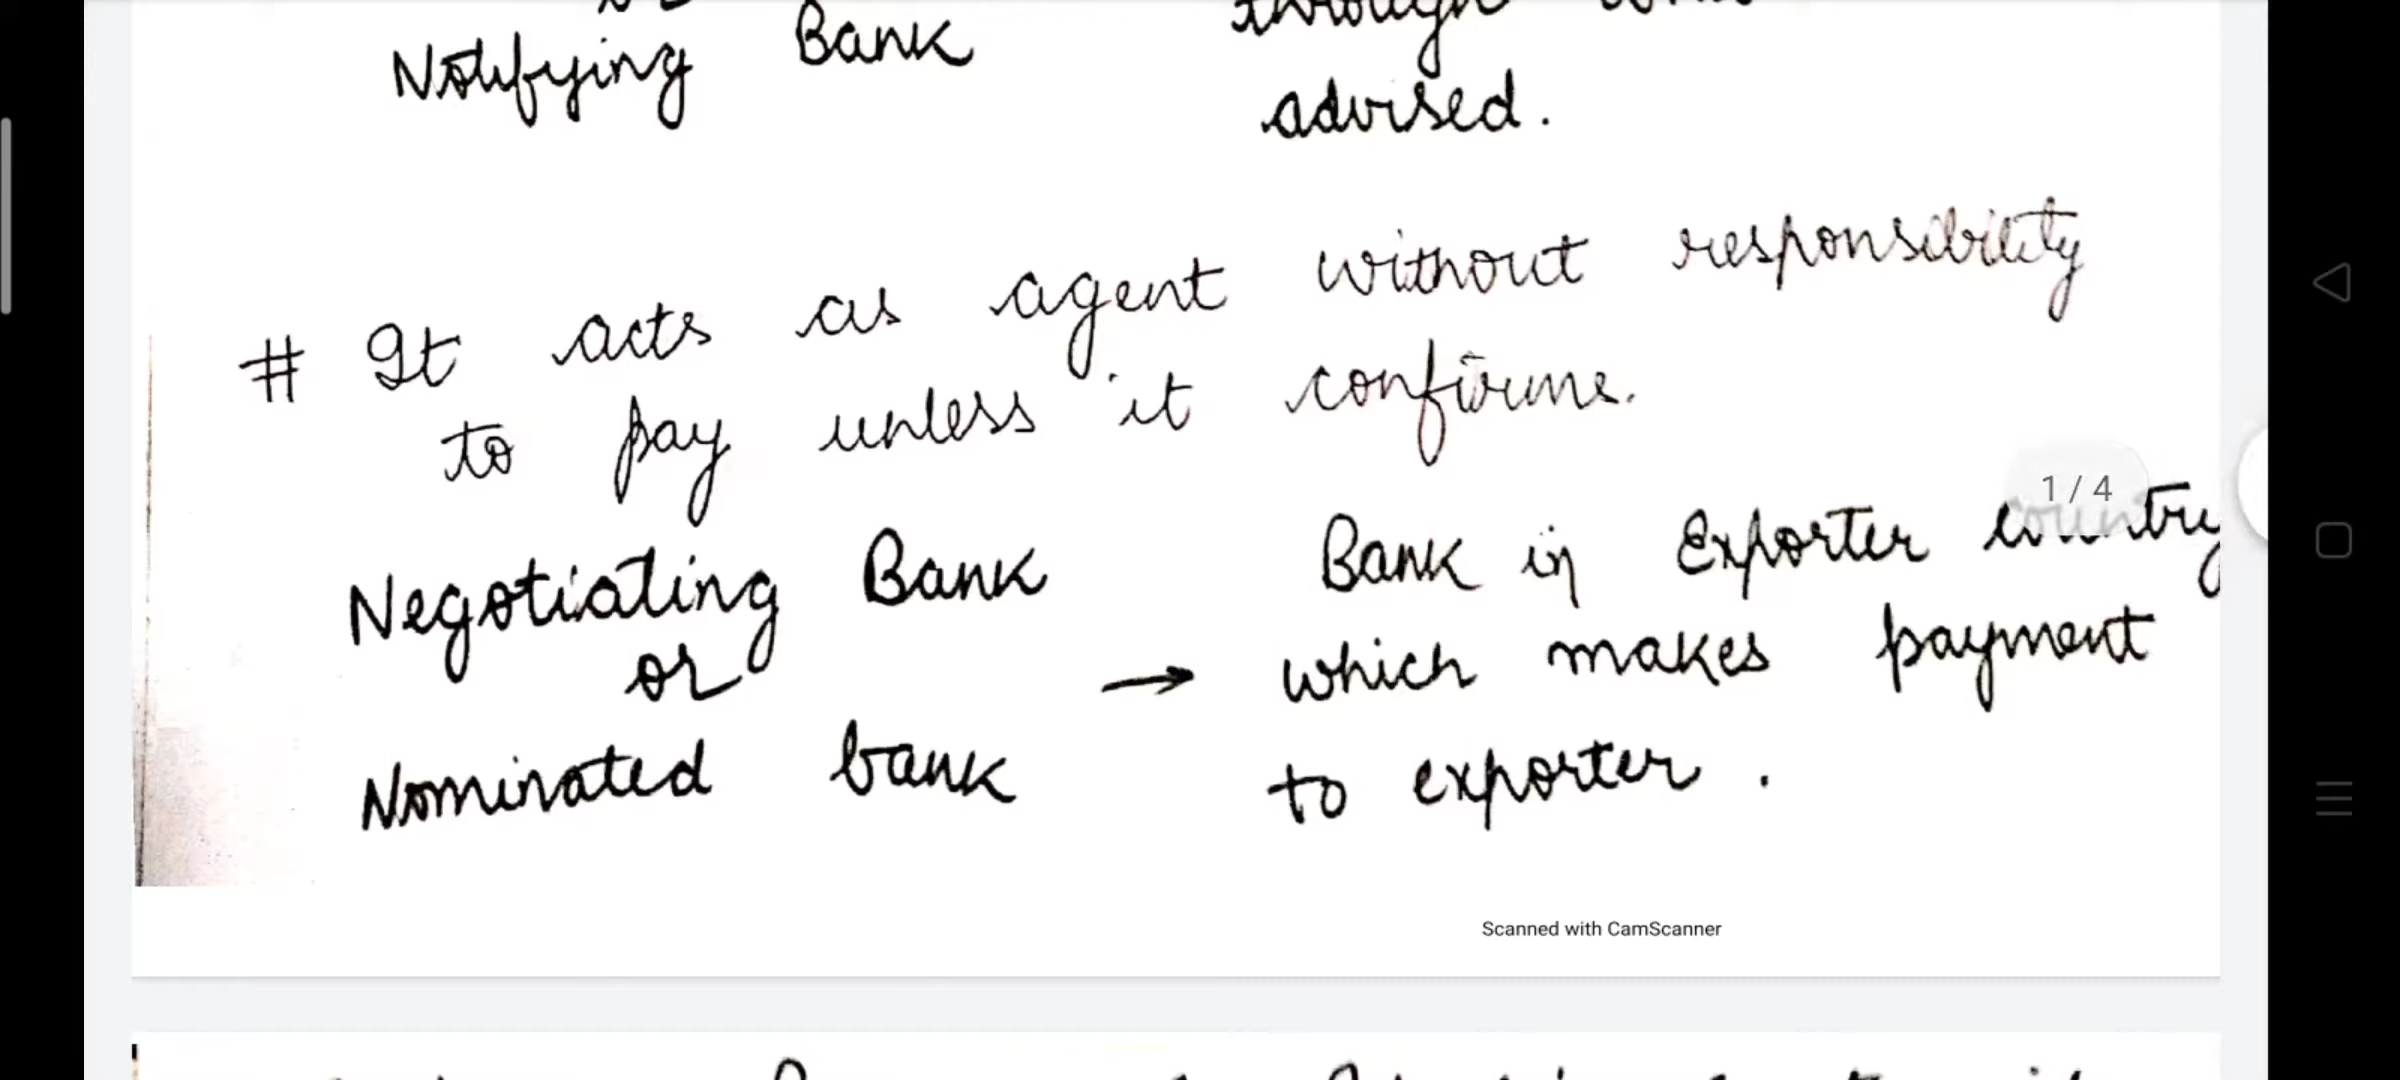 Notifying Bank
advised.
# It acts as agent without responsibility
to pay unless it confirms.
1 / 4
Negotiating Bank Bank in Exporter country
or → which makes payment
Nominated bank to exporter.
Scanned with CamScanner